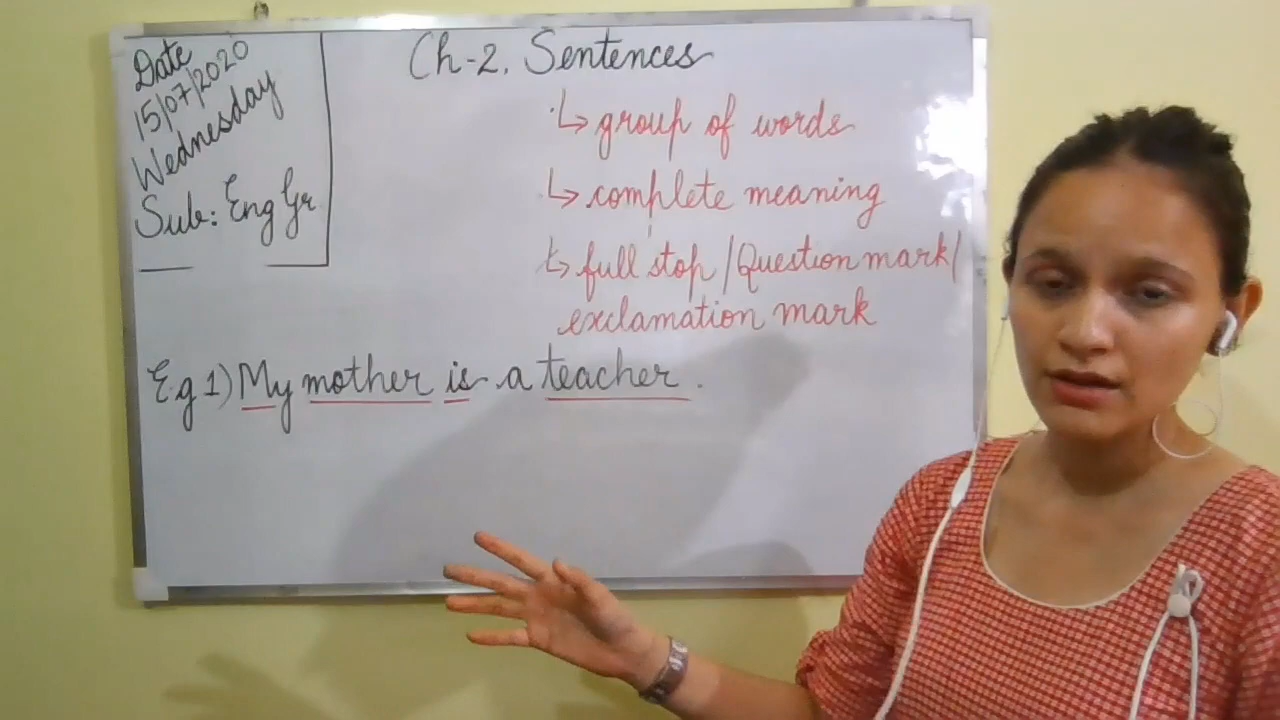 Date
15/07/2020
Wednesday
Sub: Eng Gr
Ch-2. Sentences
↳ group of words
↳ complete meaning
↳ full stop/Question mark/
exclamation mark
E.g 1) My mother is a teacher.